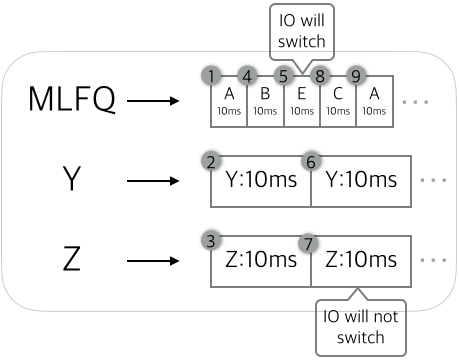 IO will
switch
1 4 5 8 9
MLFQ A B E C A ...
10ms 10ms 10ms 10ms 10ms
2 6
Y Y:10ms Y:10ms ...
3 7
Z Z:10ms Z:10ms ...
IO will not
switch